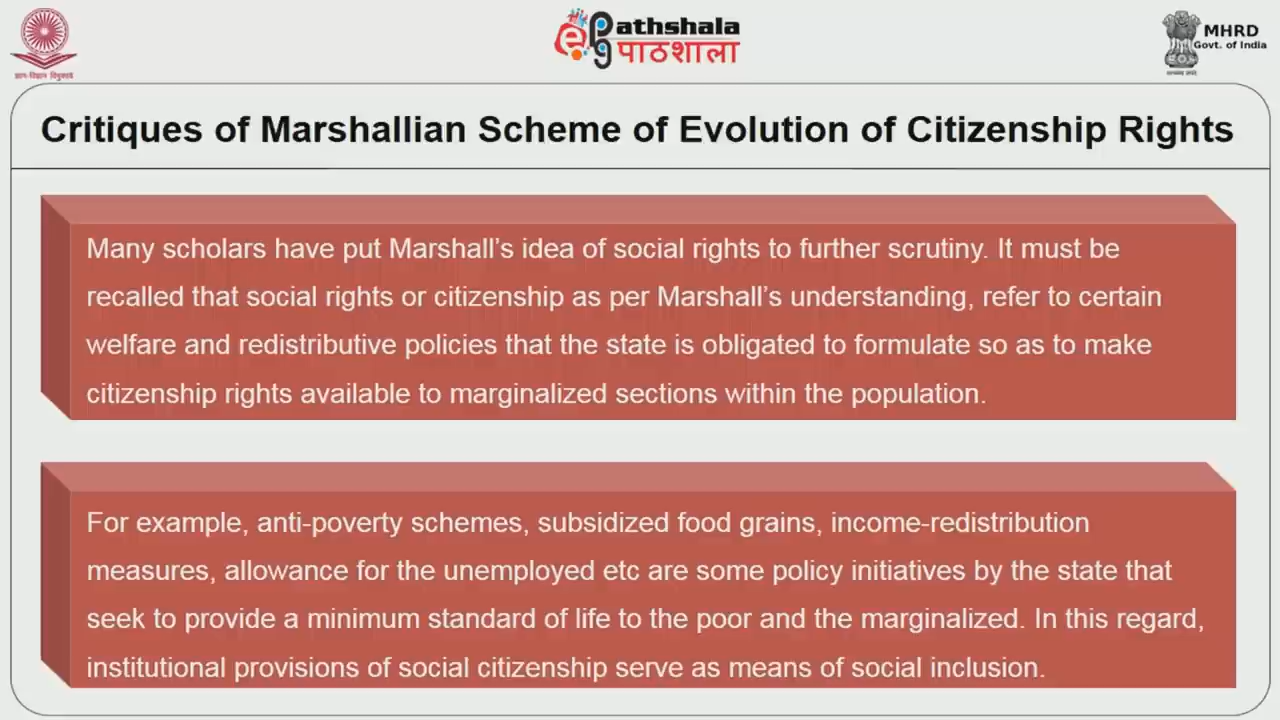 ज्ञान-विज्ञान विमुक्तये
ePathshala
पाठशाला
MHRD
Govt. of India
सत्यमेव जयते
Critiques of Marshallian Scheme of Evolution of Citizenship Rights
Many scholars have put Marshall's idea of social rights to further scrutiny. It must be
recalled that social rights or citizenship as per Marshall's understanding, refer to certain
welfare and redistributive policies that the state is obligated to formulate so as to make
citizenship rights available to marginalized sections within the population.
For example, anti-poverty schemes, subsidized food grains, income-redistribution
measures, allowance for the unemployed etc are some policy initiatives by the state that
seek to provide a minimum standard of life to the poor and the marginalized. In this regard,
institutional provisions of social citizenship serve as means of social inclusion.